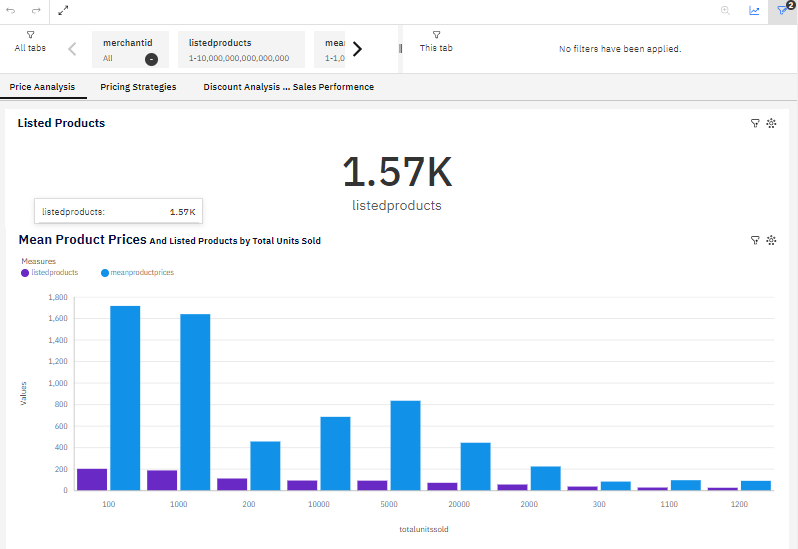 2
All tabs
merchantid
All
listedproducts
1-10,000,000,000,000,000
mea
1-1,0
This tab
No filters have been applied.
Price Aanalysis
Pricing Strategies
Discount Analysis ... Sales Performence
Listed Products
1.57K
listedproducts
listedproducts: 1.57K
Mean Product Prices And Listed Products by Total Units Sold
Measures
listedproducts
meanproductprices
1,800
1,600
1,400
1,200
1,000
800
600
400
200
0
Values
100 1000 200 10000 5000 20000 2000 300 1100 1200
totalunitssold